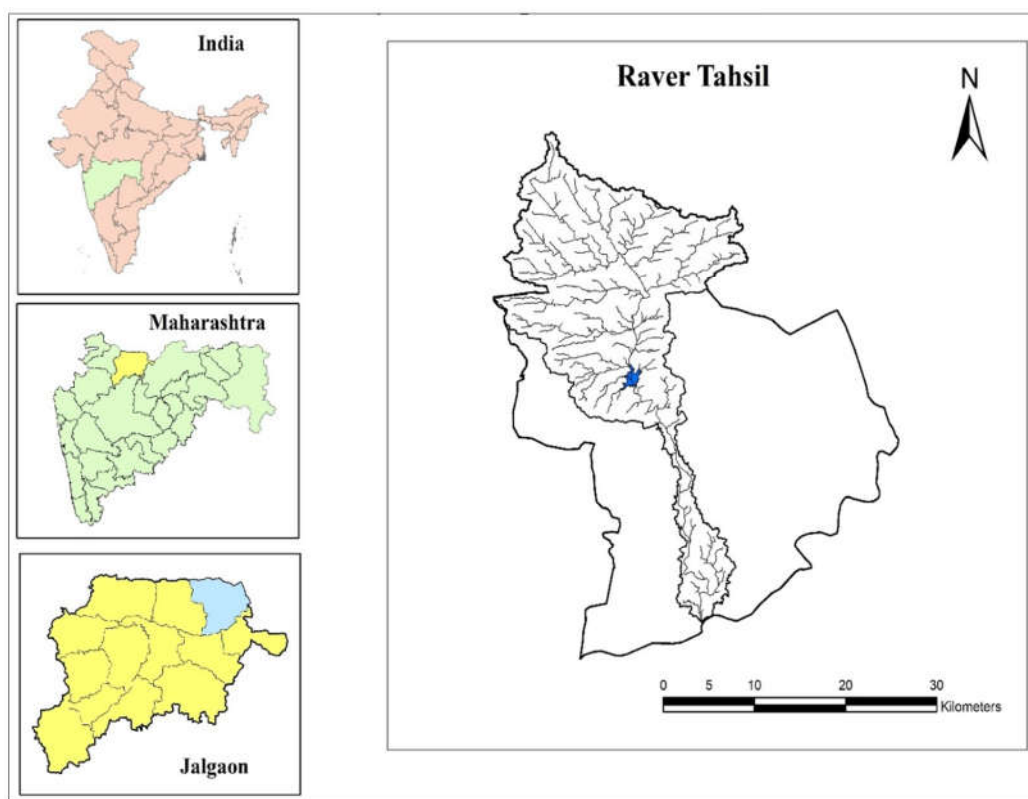 India
Maharashtra
Jalgaon
Raver Tahsil
N
0 5 10 20 30
Kilometers